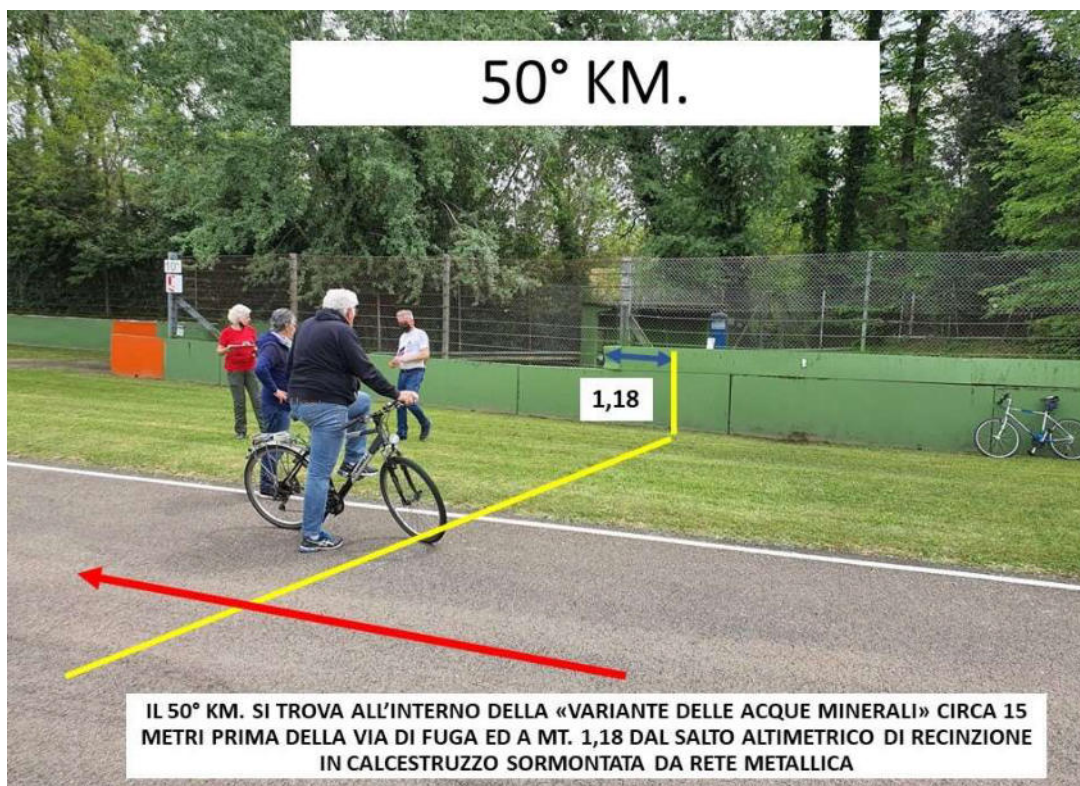 50° KM.
1,18
IL 50° KM. SI TROVA ALL'INTERNO DELLA «VARIANTE DELLE ACQUE MINERALI» CIRCA 15
METRI PRIMA DELLA VIA DI FUGA ED A MT. 1,18 DAL SALTO ALTIMETRICO DI RECINZIONE
IN CALCESTRUZZO SORMONTATA DA RETE METALLICA